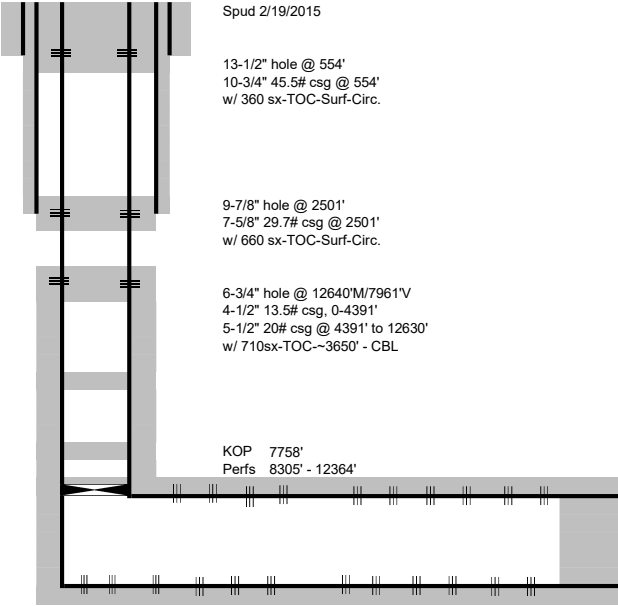 Spud 2/19/2015
13-1/2" hole @ 554'
10-3/4" 45.5# csg @ 554'
w/ 360 sx-TOC-Surf-Circ.
9-7/8" hole @ 2501'
7-5/8" 29.7# csg @ 2501'
w/ 660 sx-TOC-Surf-Circ.
6-3/4" hole @ 12640'M/7961'V
4-1/2" 13.5# csg, 0-4391'
5-1/2" 20# csg @ 4391' to 12630'
w/ 710sx-TOC-~3650' - CBL
KOP 7758'
Perfs 8305' - 12364'